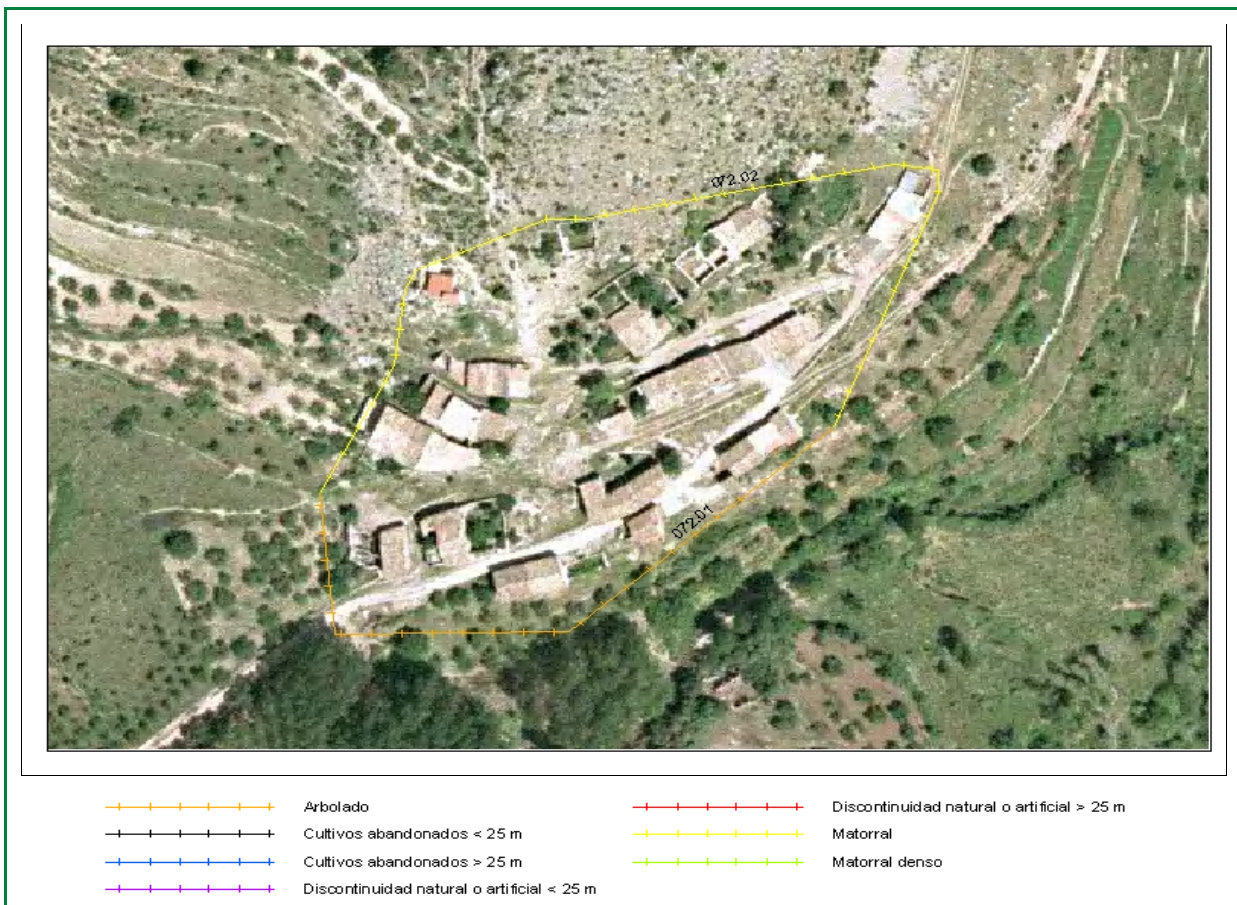 072.02
072.01
Arbolado
Cultivos abandonados < 25 m
Cultivos abandonados > 25 m
Discontinuidad natural o artificial < 25 m
Discontinuidad natural o artificial > 25 m
Matorral
Matorral denso